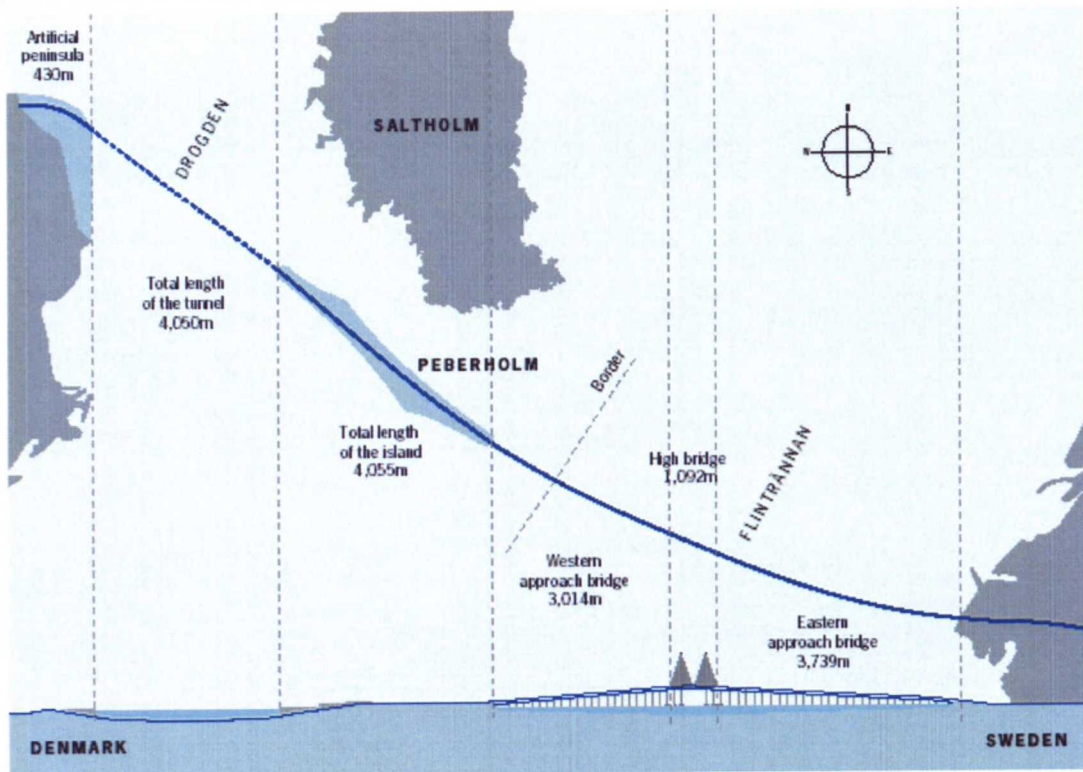 Artificial
peninsula
430m
DROGDEN
SALTHOLM
Total length
of the tunnel
4,050m
PEBERHOLM
Border
Total length
of the island
4,055m
High bridge
1,092m
FLINTRÄNNAN
Western
approach bridge
3,014m
Eastern
approach bridge
3,739m
DENMARK
SWEDEN